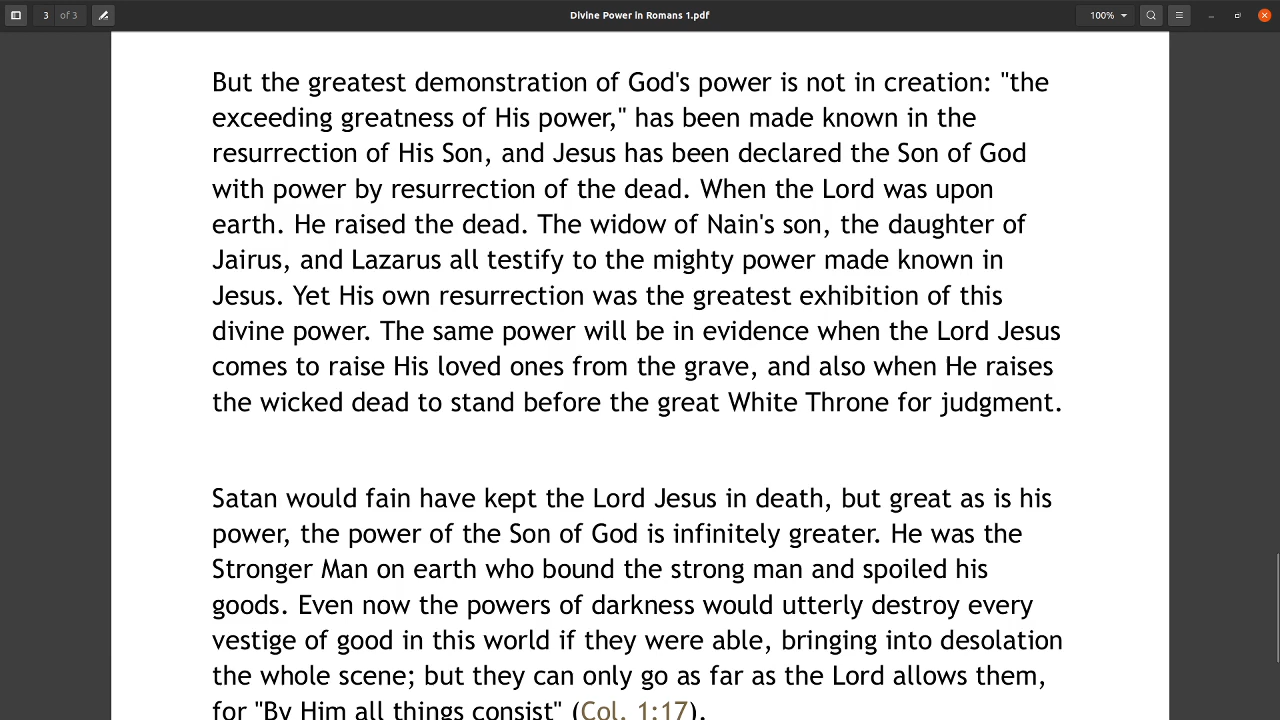 3 of 3
Divine Power in Romans 1.pdf
100%
But the greatest demonstration of God's power is not in creation: "the
exceeding greatness of His power," has been made known in the
resurrection of His Son, and Jesus has been declared the Son of God
with power by resurrection of the dead. When the Lord was upon
earth. He raised the dead. The widow of Nain's son, the daughter of
Jairus, and Lazarus all testify to the mighty power made known in
Jesus. Yet His own resurrection was the greatest exhibition of this
divine power. The same power will be in evidence when the Lord Jesus
comes to raise His loved ones from the grave, and also when He raises
the wicked dead to stand before the great White Throne for judgment.
Satan would fain have kept the Lord Jesus in death, but great as is his
power, the power of the Son of God is infinitely greater. He was the
Stronger Man on earth who bound the strong man and spoiled his
goods. Even now the powers of darkness would utterly destroy every
vestige of good in this world if they were able, bringing into desolation
the whole scene; but they can only go as far as the Lord allows them,
for "By Him all things consist" (Col. 1:17).